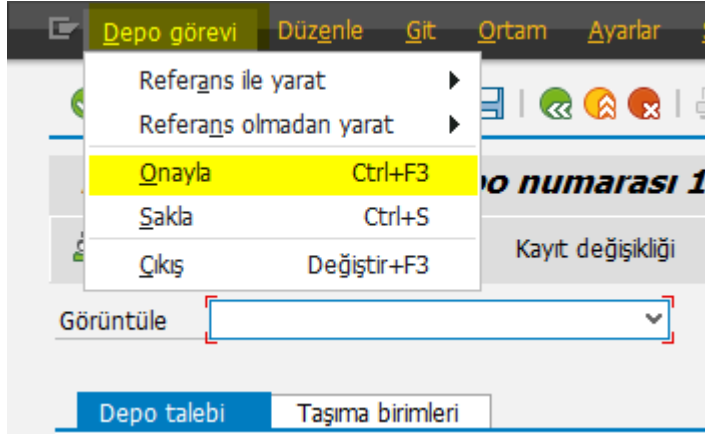 Depo görevi Düzenle Git Ortam Ayarlar
Referans ile yarat
Referans olmadan yarat
Onayla Ctrl+F3
Sakla Ctrl+S
Çıkış Değiştir+F3
numarası 1
Kayıt değişikliği
Görüntüle
Depo talebi Taşıma birimleri